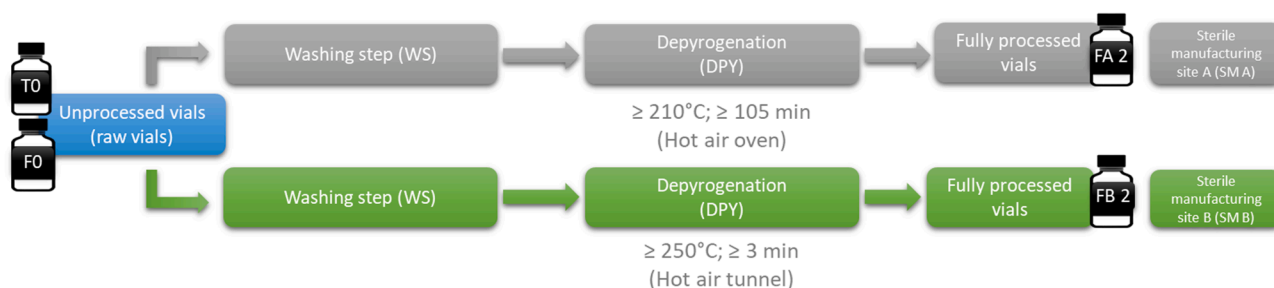 T0
F0
Unprocessed vials
(raw vials)
Washing step (WS)
Depyrogenation
(DPY)
≥ 210°C; ≥ 105 min
(Hot air oven)
Fully processed
vials
FA 2
Sterile
manufacturing
site A (SM A)
Washing step (WS)
Depyrogenation
(DPY)
≥ 250°C; ≥ 3 min
(Hot air tunnel)
Fully processed
vials
FB 2
Sterile
manufacturing
site B (SM B)